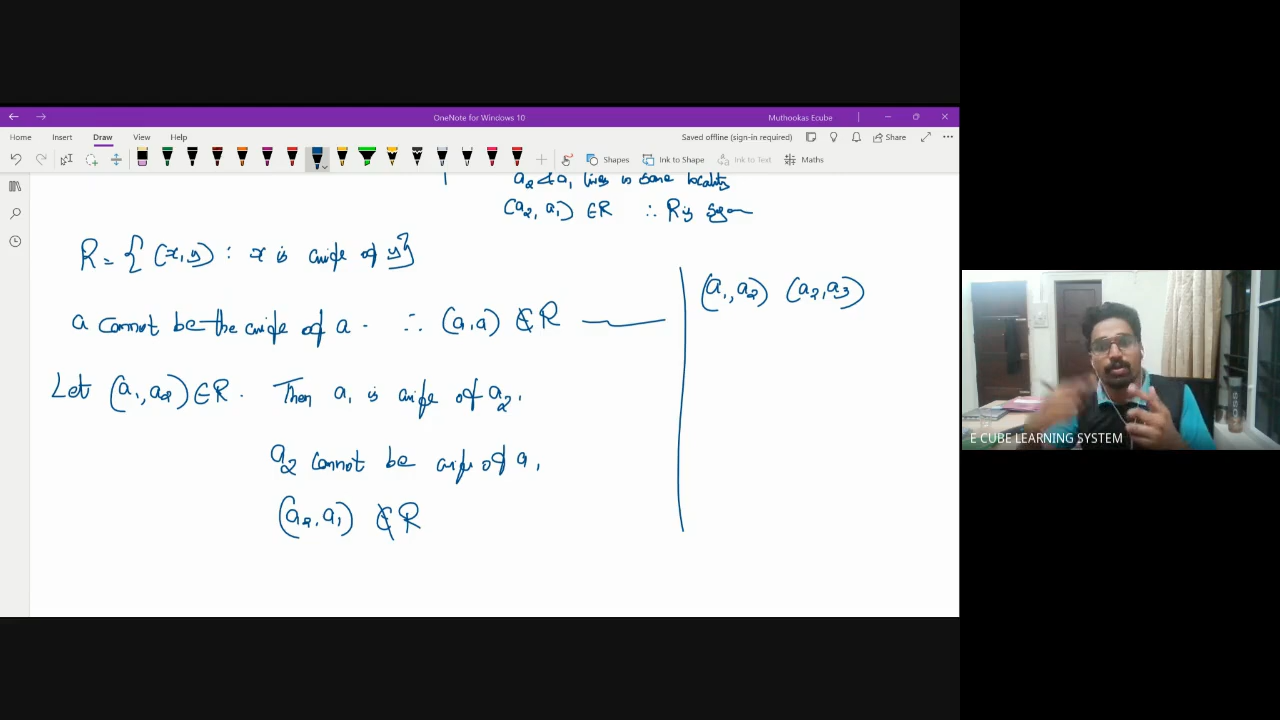 OneNote for Windows 10
Muthookas Ecube
Home Insert Draw View Help
Saved offline (sign-in required)
Share
Shapes
Ink to Shape
Ink to Text
Maths
a₂ & a₁ lives in same locality
(a₂, a₁) ∈R ∴ R is sym
R = { (x,y) : x is wife of y}
a cannot be the wife of a. ∴ (a,a) ∉R
Let (a₁, a₂) ∈R. Then a₁ is wife of a₂.
a₂ cannot be wife of a₁
(a₂, a₁) ∉R
(a₁, a₂) (a₂, a₃)
E CUBE LEARNING SYSTEM